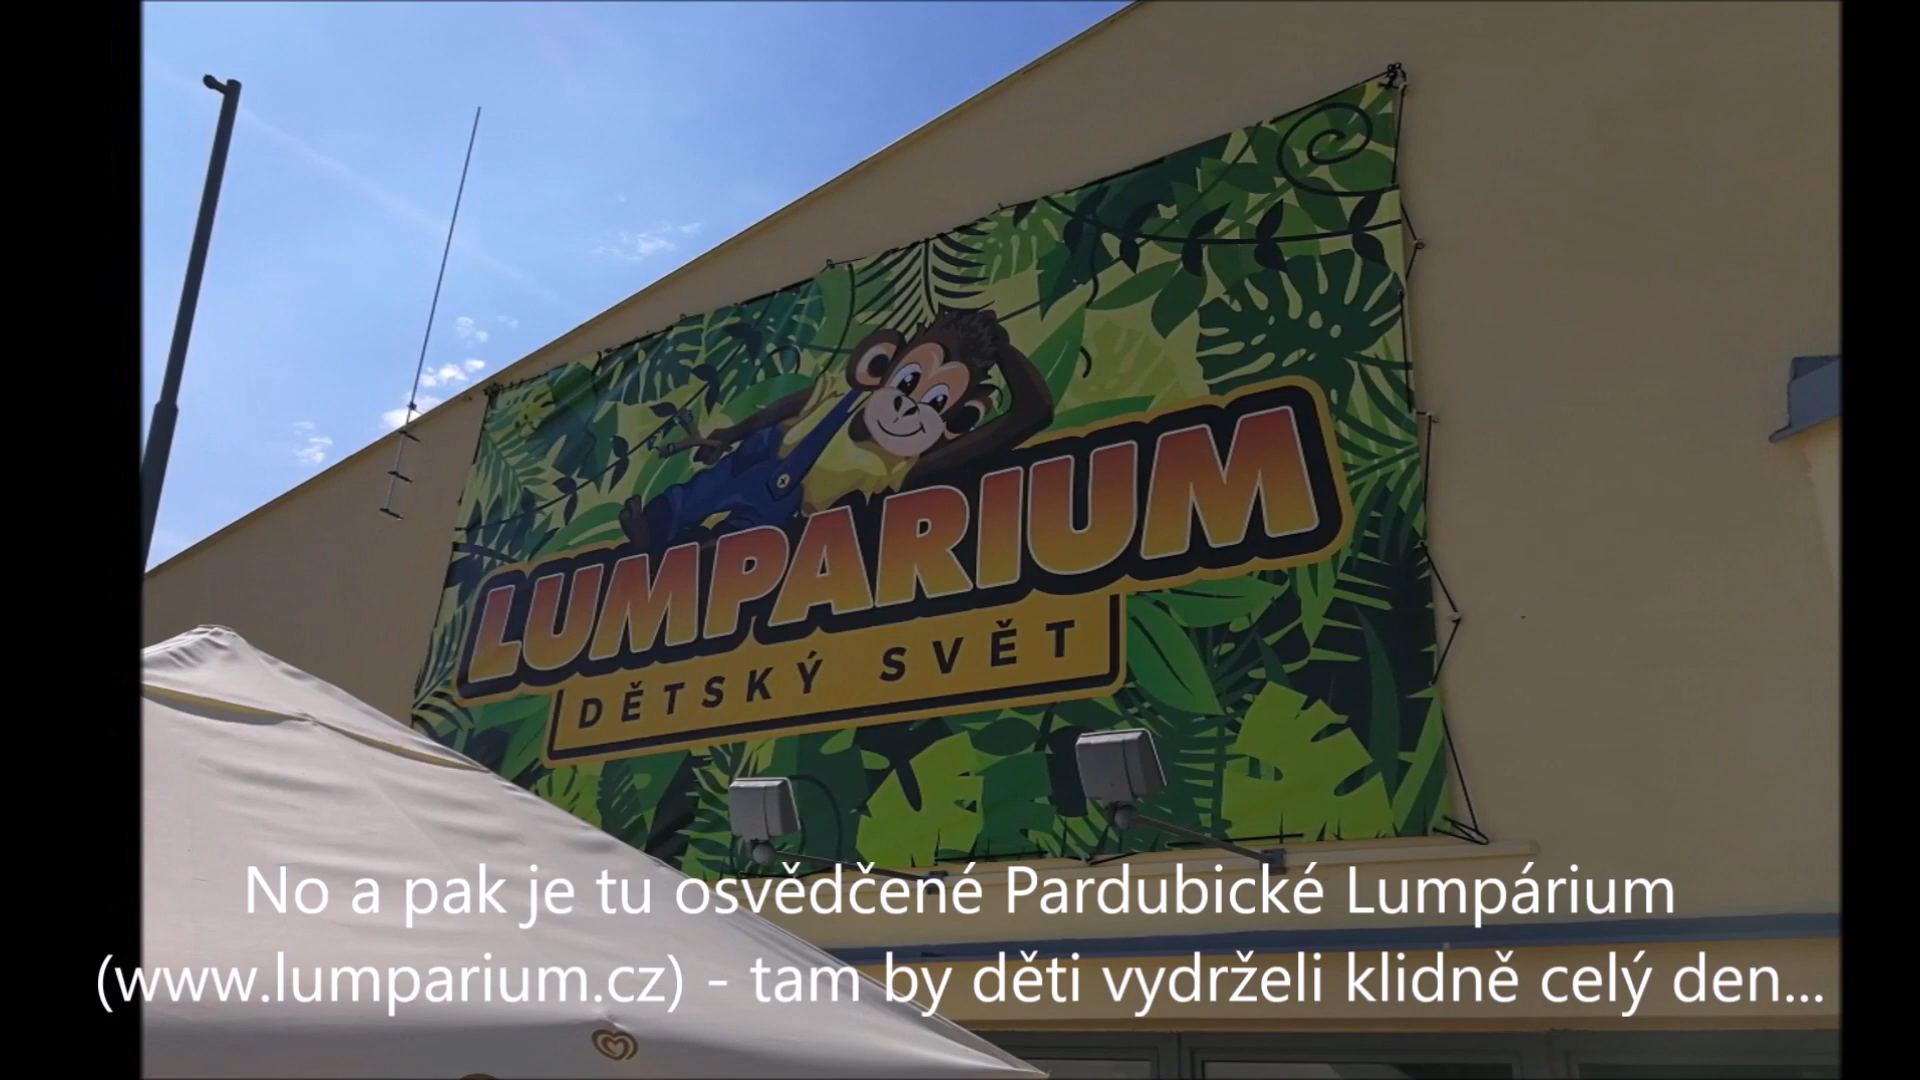 LUMPARIUM
DĚTSKÝ SVĚT
No a pak je tu osvědčené Pardubické Lumpárium
(www.lumparium.cz) - tam by děti vydrželi klidně celý den...